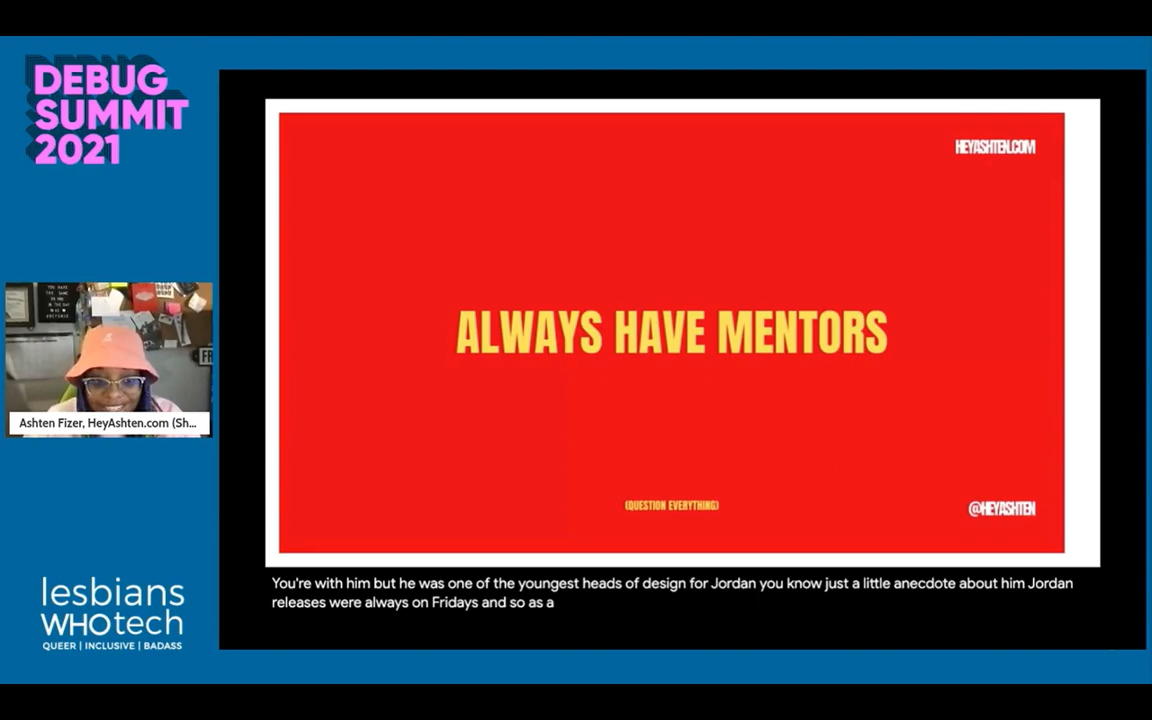 DEBUG
SUMMIT
2021
HEYASHTEN.COM
ALWAYS HAVE MENTORS
(QUESTION EVERYTHING)
@HEYASHTEN
Ashten Fizer, HeyAshten.com (Sh...
lesbians
WHOtech
QUEER | INCLUSIVE | BADASS
You're with him but he was one of the youngest heads of design for Jordan you know just a little anecdote about him Jordan
releases were always on Fridays and so as a